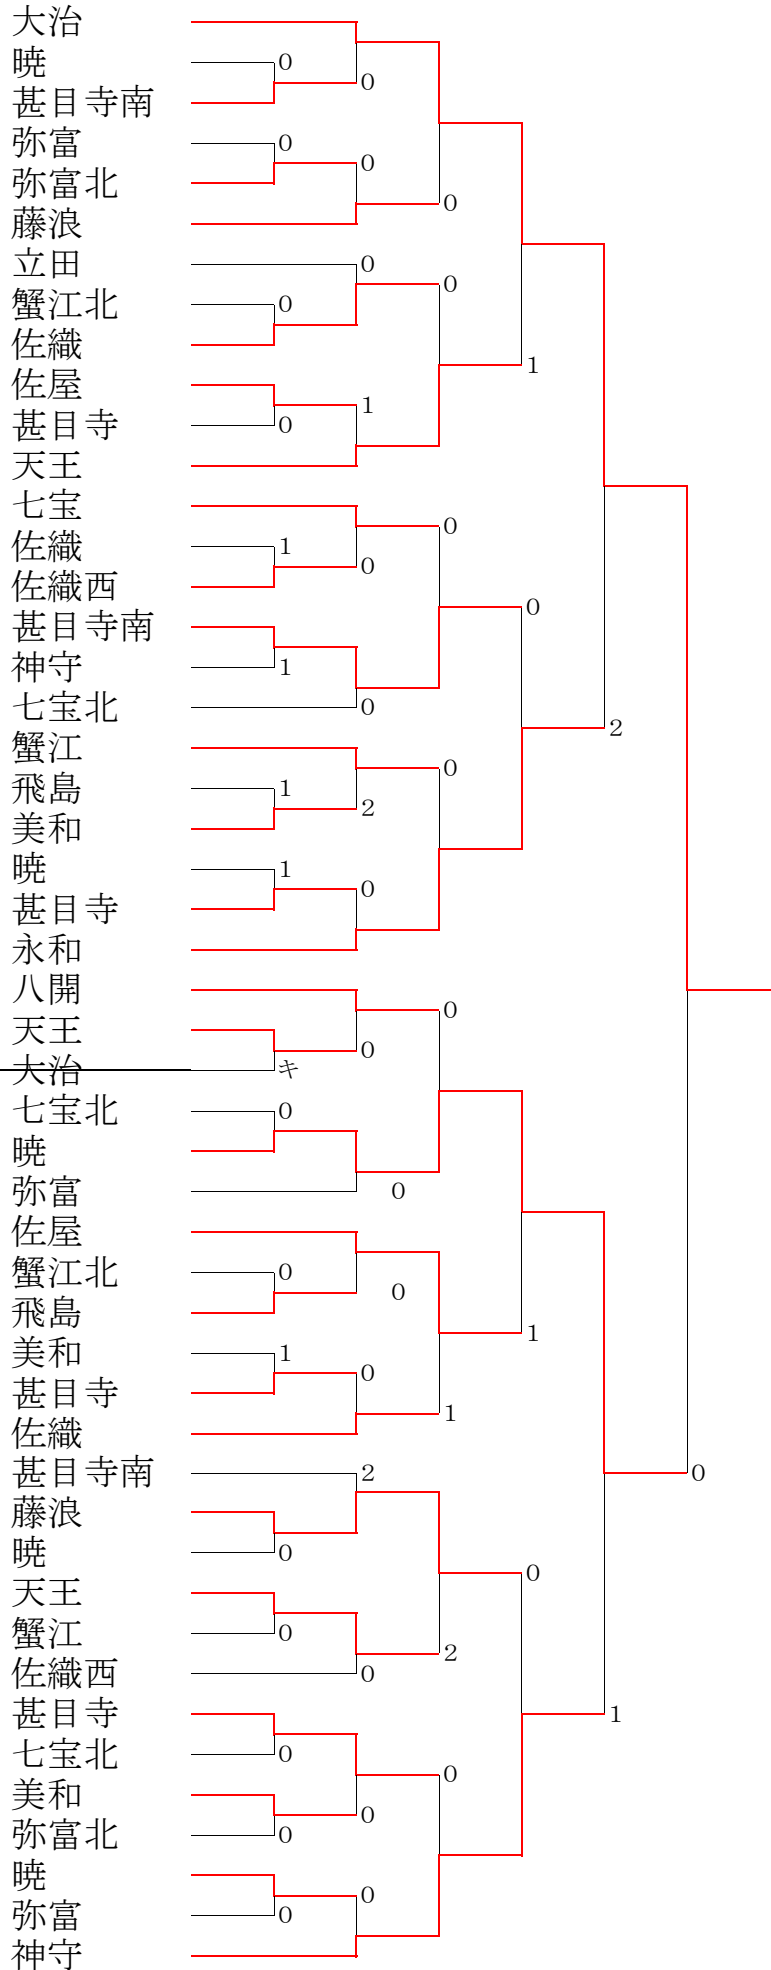 大治
暁 0
0
甚目寺南
弥富 0
0
弥富北
0
藤浪
立田 0
0
蟹江北 0
佐織
1
佐屋
1
甚目寺 0
天王
七宝
0
佐織 1
0
佐織西
0
甚目寺南
神守 1
七宝北 0
2
蟹江
0
飛島 1
2
美和
暁 1
0
甚目寺
永和
八開
0
天王
0
大治 キ
七宝北 0
暁
弥富 0
佐屋
蟹江北 0
0
飛島
1
美和 1
0
甚目寺
1
佐織
甚目寺南 2 0
藤浪
暁 0
0
天王
蟹江 0
2
佐織西 0
甚目寺 1
七宝北 0
0
美和
0
弥富北 0
暁
0
弥富 0
神守